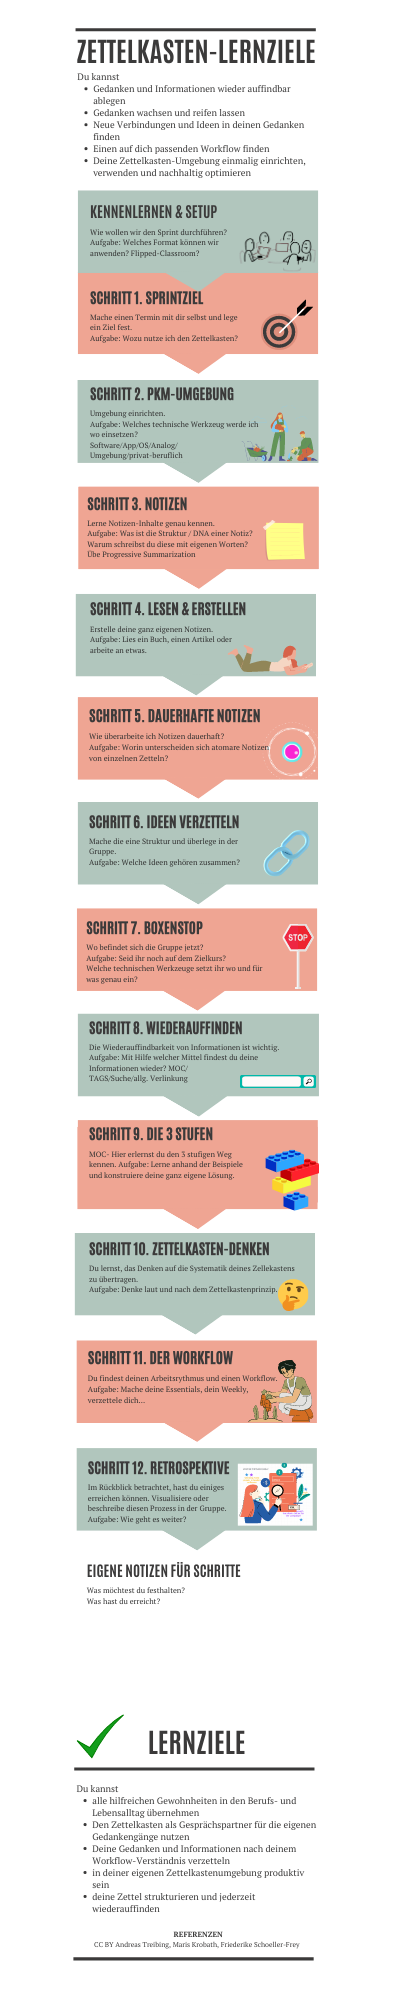 ZETTELKASTEN-LERNZIELE
Du kannst
• Gedanken und Informationen wieder auffindbar
ablegen
• Gedanken wachsen und reifen lassen
• Neue Verbindungen und Ideen in deinen Gedanken
finden
• Einen auf dich passenden Workflow finden
• Deine Zettelkasten-Umgebung einmalig einrichten,
verwenden und nachhaltig optimieren
KENNENLERNEN & SETUP
Wie wollen wir den Sprint durchführen?
Aufgabe: Welches Format können wir
anwenden? Flipped-Classroom?
SCHRITT 1. SPRINTZIEL
Mache einen Termin mit dir selbst und lege
ein Ziel fest.
Aufgabe: Wozu nutze ich den Zettelkasten?
SCHRITT 2. PKM-UMGEBUNG
Umgebung einrichten.
Aufgabe: Welches technische Werkzeug werde ich
wo einsetzen?
Software/App/OS/Analog/
Umgebung/privat-beruflich
SCHRITT 3. NOTIZEN
Lerne Notizen-Inhalte genau kennen.
Aufgabe: Was ist die Struktur / DNA einer Notiz?
Warum schreibst du diese mit eigenen Worten?
Übe Progressive Summarization
SCHRITT 4. LESEN & ERSTELLEN
Erstelle deine ganz eigenen Notizen.
Aufgabe: Lies ein Buch, einen Artikel oder
arbeite an etwas.
SCHRITT 5. DAUERHAFTE NOTIZEN
Wie überarbeite ich Notizen dauerhaft?
Aufgabe: Worin unterscheiden sich atomare Notizen
von einzelnen Zetteln?
SCHRITT 6. IDEEN VERZETTELN
Mache die eine Struktur und überlege in der
Gruppe.
Aufgabe: Welche Ideen gehören zusammen?
SCHRITT 7. BOXENSTOP
Wo befindet sich die Gruppe jetzt?
Aufgabe: Seid ihr noch auf dem Zielkurs?
Welche technischen Werkzeuge setzt ihr wo und für
was genau ein?
STOP
SCHRITT 8. WIEDERAUFFINDEN
Die Wiederauffindbarkeit von Informationen ist wichtig.
Aufgabe: Mit Hilfe welcher Mittel findest du deine
Informationen wieder? MOC/
TAGS/Suche/allg. Verlinkung
SCHRITT 9. DIE 3 STUFEN
MOC- Hier erlernst du den 3 stufigen Weg
kennen. Aufgabe: Lerne anhand der Beispiele
und konstruiere deine ganz eigene Lösung.
SCHRITT 10. ZETTELKASTEN-DENKEN
Du lernst, das Denken auf die Systematik deines Zellekastens
zu übertragen.
Aufgabe: Denke laut und nach dem Zettelkastenprinzip.
SCHRITT 11. DER WORKFLOW
Du findest deinen Arbeitsrythmus und einen Workflow.
Aufgabe: Mache deine Essentials, dein Weekly,
verzettele dich...
SCHRITT 12. RETROSPEKTIVE
Im Rückblick betrachtet, hast du einiges
erreichen können. Visualisiere oder
beschreibe diesen Prozess in der Gruppe.
Aufgabe: Wie geht es weiter?
EIGENE NOTIZEN FÜR SCHRITTE
Was möchtest du festhalten?
Was hast du erreicht?
LERNZIELE
Du kannst
• alle hilfreichen Gewohnheiten in den Berufs- und
Lebensalltag übernehmen
• Den Zettelkasten als Gesprächspartner für die eigenen
Gedankengänge nutzen
• Deine Gedanken und Informationen nach deinem
Workflow-Verständnis verzetteln
• in deiner eigenen Zettelkastenumgebung produktiv
sein
• deine Zettel strukturieren und jederzeit
wiederauffinden
REFERENZEN
CC BY Andreas Treibing, Maris Krobath, Friederike Schoeller-Frey